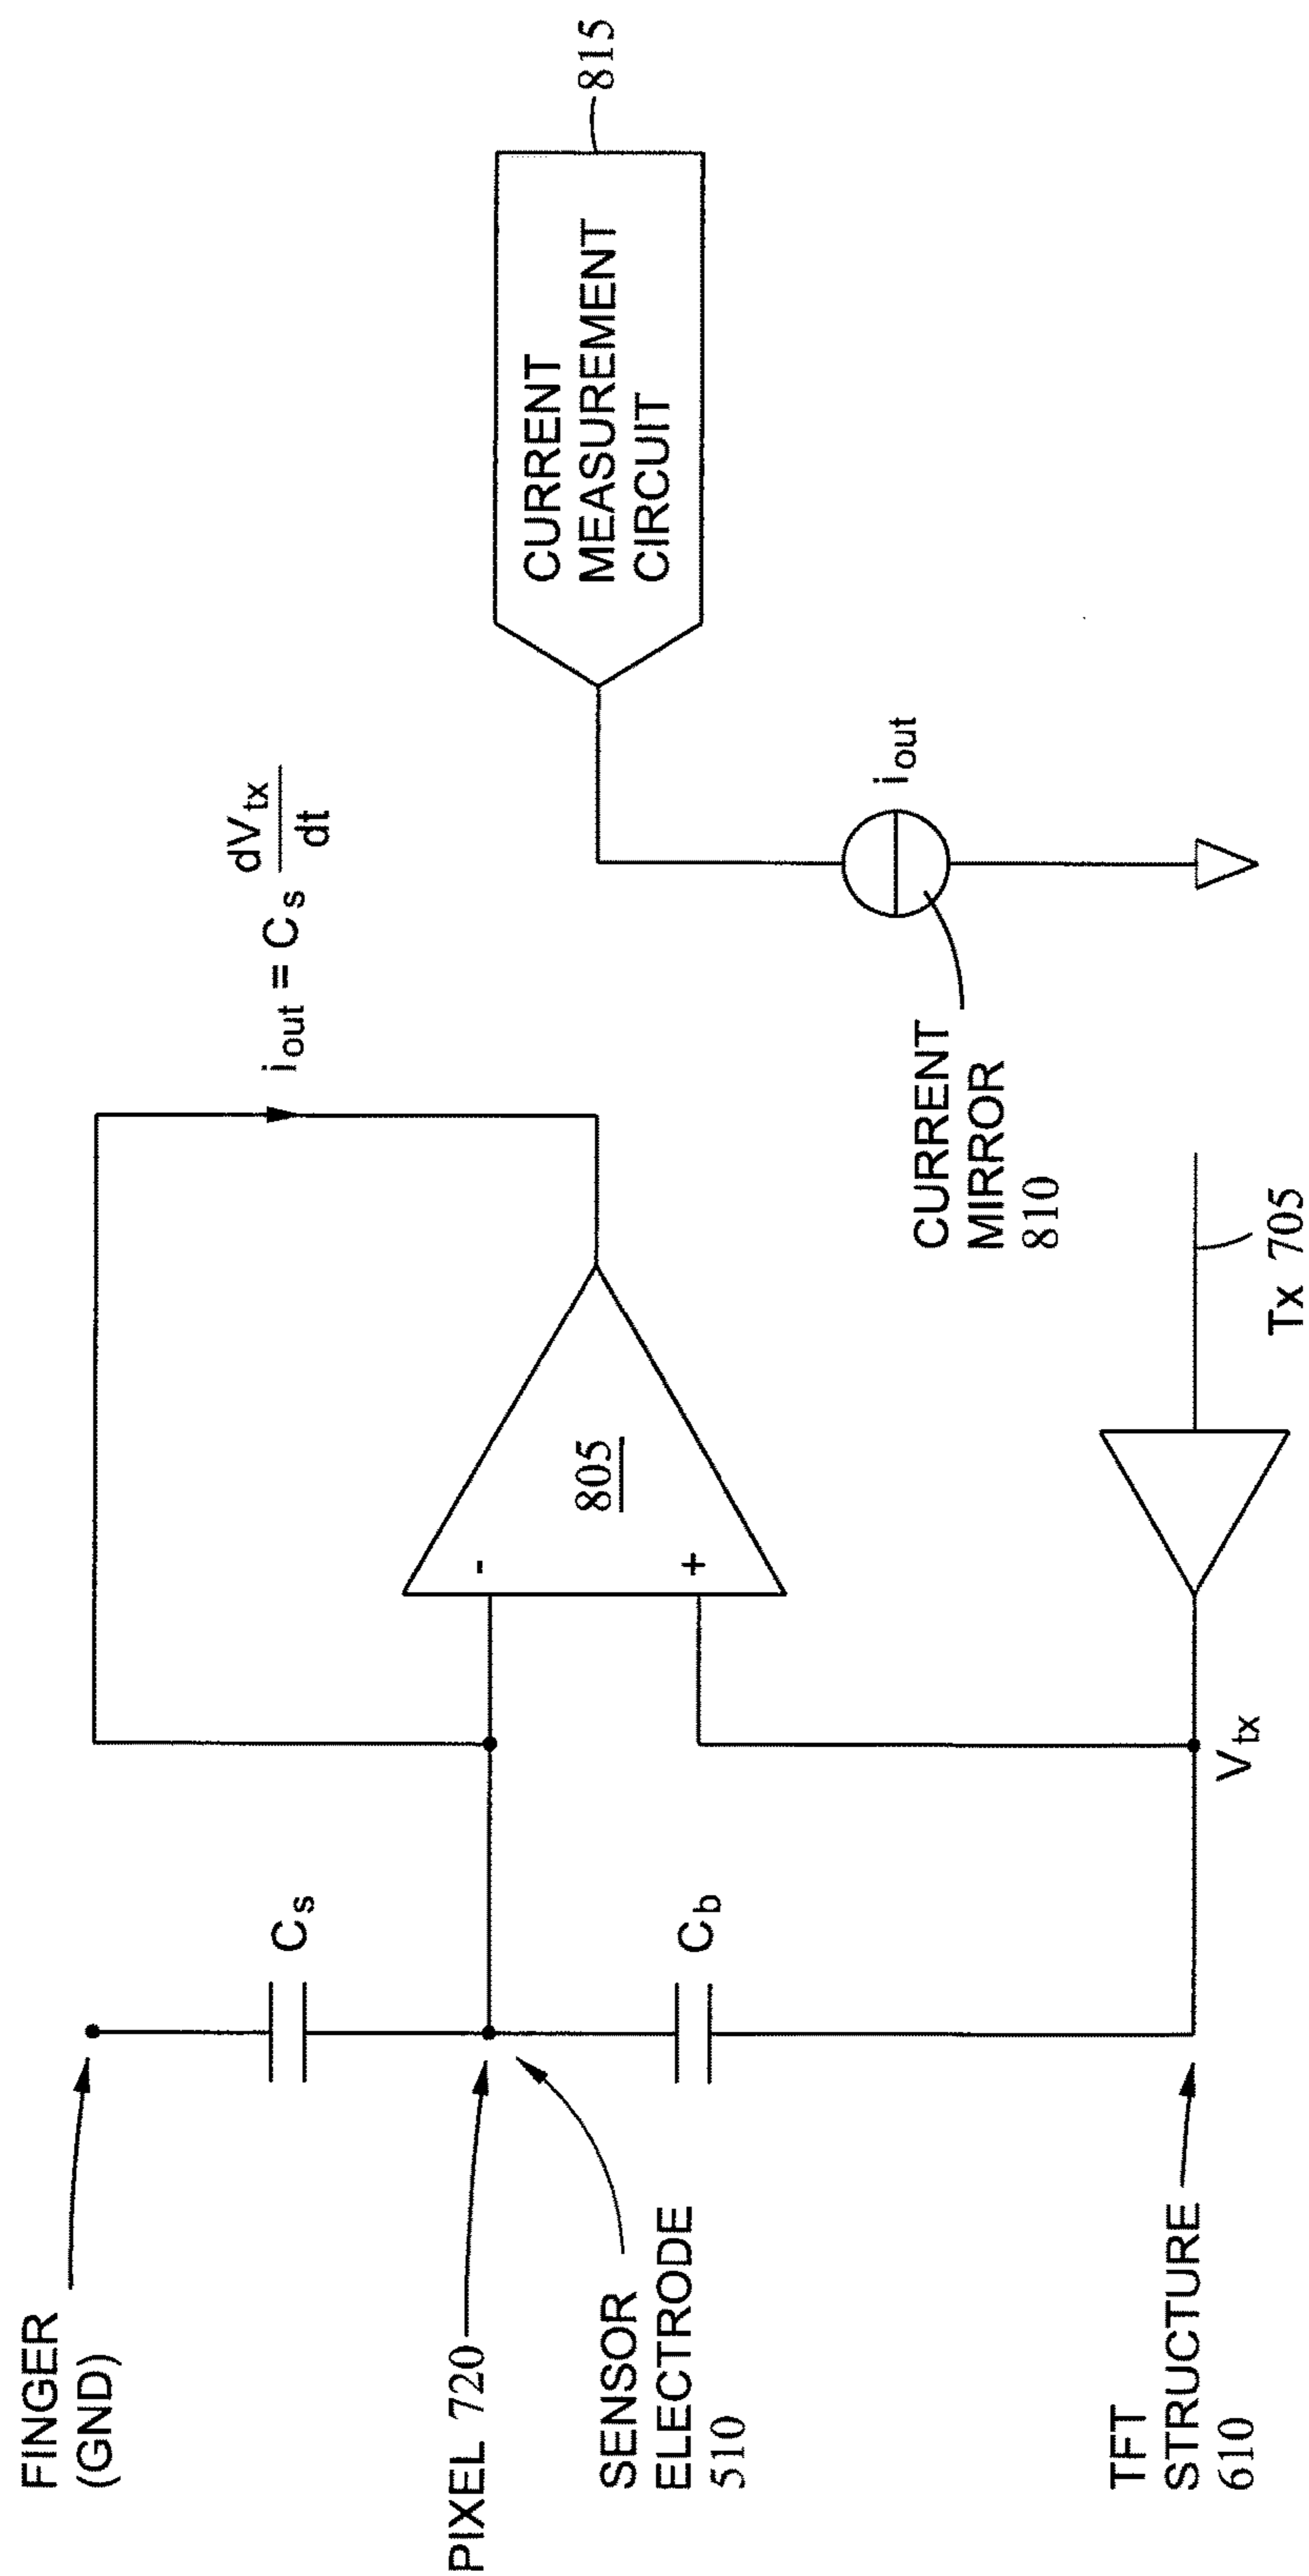 FINGER
(GND)
PIXEL 720
SENSOR
ELECTRODE
510
TFT
STRUCTURE
610
Cs
Cb
Vtx
-
+
805
Tx 705
iout = Cs dVtx
dt
CURRENT
MIRROR
810
iout
CURRENT
MEASUREMENT
CIRCUIT
815